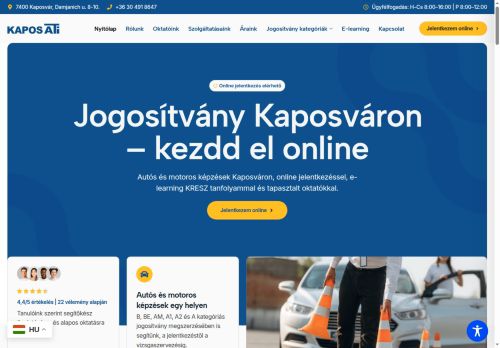 7400 Kaposvár, Damjanich u. 8-10.
+36 30 491 8647
Ügyfélfogadás: H-Cs 8:00-16:00 | P 8:00-12:00
KAPOS ATI
Nyitólap
Rólunk
Oktatóink
Szolgáltatásaink
Áraink
Jogosítvány kategóriák
E-learning
Kapcsolat
Jelentkezem online
Online jelentkezés elérhető
Jogosítvány Kaposváron
– kezdd el online
Autós és motoros képzések Kaposváron, online jelentkezéssel, e-
learning KRESZ tanfolyammal és tapasztalt oktatókkal.
Jelentkezem online
4,4/5 értékelés | 22 vélemény alapján
Tanulóink szerint segítőkész
és alapos oktatásra
Autós és motoros
képzések egy helyen
B, BE, AM, A1, A2 és A kategóriás
jogosítvány megszerzésében is
segítünk, a jelentkezéstől a
vizsgaszervezésig.
HU